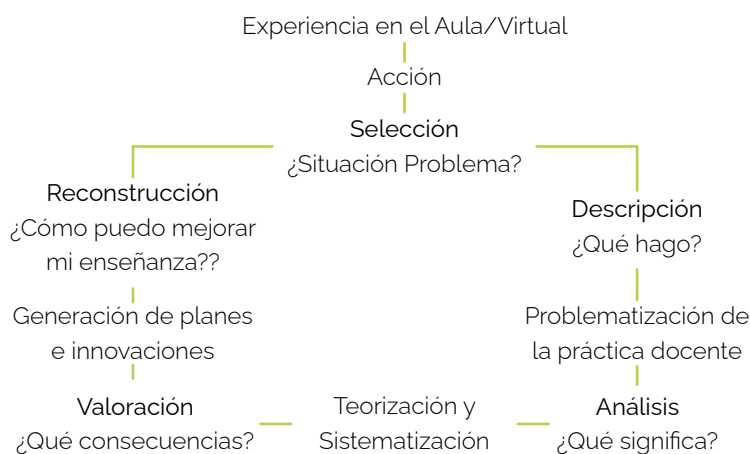 Experiencia en el Aula/Virtual
Acción
Selección
¿Situación Problema?
Reconstrucción
¿Cómo puedo mejorar
mi enseñanza??
Generación de planes
e innovaciones
Valoración
¿Qué consecuencias?
Teorización y
Sistematización
Descripción
¿Qué hago?
Problematización de
la práctica docente
Análisis
¿Qué significa?